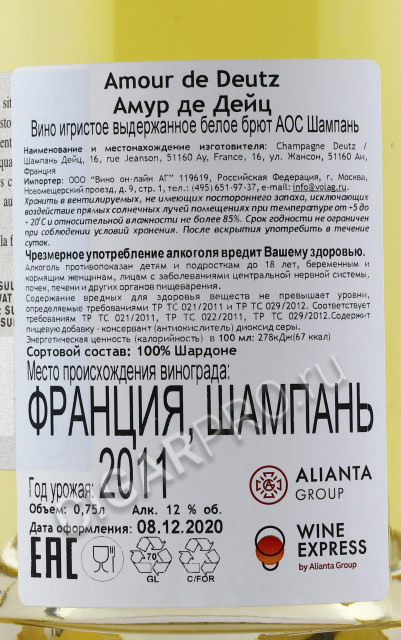 Amour de Deutz
Амур де Дейц
Вино игристое выдержанное белое брют АОС Шампань
Наименование и местонахождение изготовителя: Champagne Deutz /
Шампань Дейц, 16, rue Jeanson, 51160 Ay, France, 16, ул. Жансон, 51160 Аи,
Франция
Импортер: ООО "Вино он-лайн АГ" 119619, Российская Федерация, г. Москва,
Новомещерский проезд, д. 9, стр. 1, тел.: (495) 651-97-37, e-mail: info@vojag.ru.
Хранить в вентилируемых, не имеющих постороннего запаха, исключающих
воздействие прямых солнечных лучей помещениях при температуре от +5 до
+ 20˚С и относительной влажности не более 85%. Срок годности не ограничен
при соблюдении условий хранения. После вскрытия употребить в течение
суток.
Чрезмерное употребление алкоголя вредит Вашему здоровью.
Алкоголь противопоказан детям и подросткам до 18 лет, беременным и
кормящим женщинам, лицам с заболеваниями центральной нервной системы,
почек, печени и других органов пищеварения.
Содержание вредных для здоровья веществ не превышает уровни,
определяемые требованиями ТР ТС 021/2011 и ТР ТС 029/2012. Соответствует
требованиям ТР ТС 021/2011, ТР ТС 022/2011, ТР ТС 029/2012.Содержит
пищевую добавку - консервант (антиокислитель) диоксид серы.
Энергетическая ценность (калорийность) в 100 мл: 278кДж(67 ккал)
Сортовой состав: 100% Шардоне
Место происхождения винограда:
ФРАНЦИЯ, ШАМПАНЬ
Год урожая: 2011
Объем: 0,75л Алк. 12 % об.
Дата оформления: 08.12.2020
ALIANTA
GROUP
WINE
EXPRESS
by Alianta Group
EAC
70
GL
C/FOR
CIGARPRO.ru